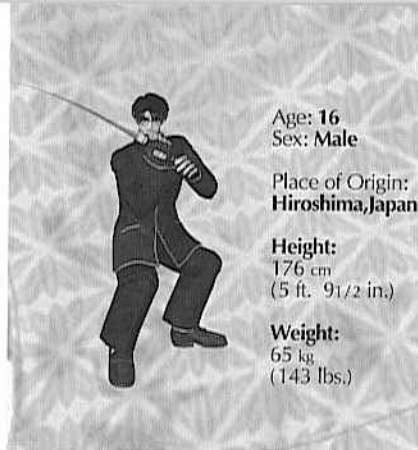 Age: 16
Sex: Male
Place of Origin:
Hiroshima,Japan
Height:
176 cm
(5 ft. 91/2 in.)
Weight:
65 kg
(143 lbs.)